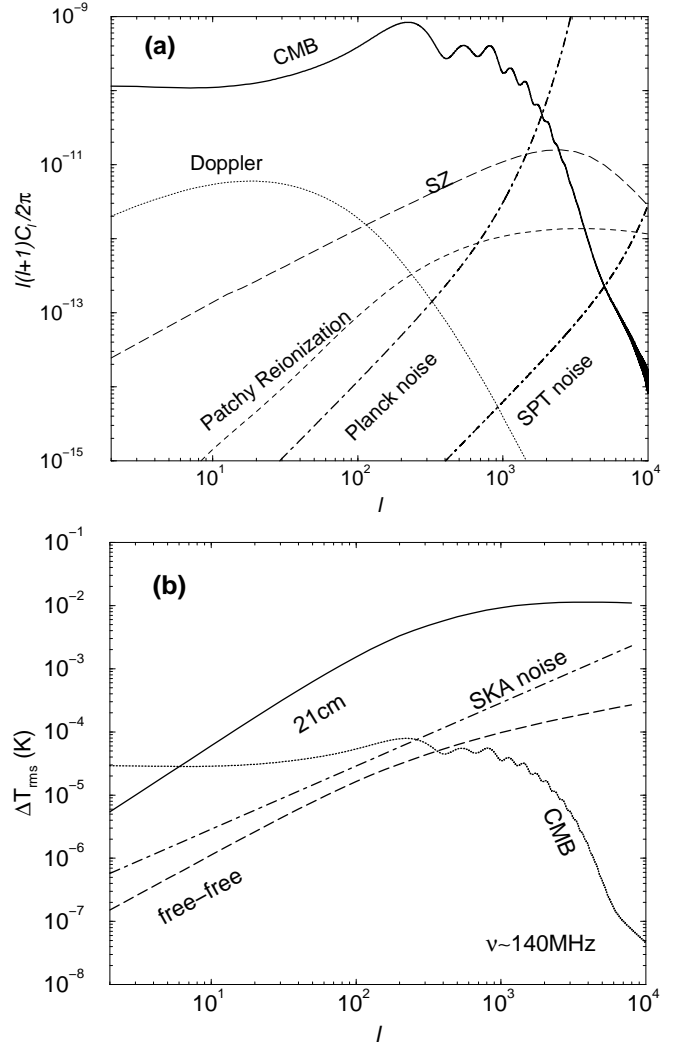 10⁻⁹
(a)
CMB
10⁻¹¹
Doppler
SZ
l(l+1)Cₗ/2π
10⁻¹³
Patchy Reionization
Planck noise
SPT noise
10⁻¹⁵
10¹ 10² 10³ 10⁴
l
10⁻¹
(b)
10⁻²
10⁻³
SKA noise
21cm
10⁻⁴
ΔTrms (K)
10⁻⁵
CMB
10⁻⁶
free–free
10⁻⁷
ν~140MHz
10⁻⁸
10¹ 10² 10³ 10⁴
l